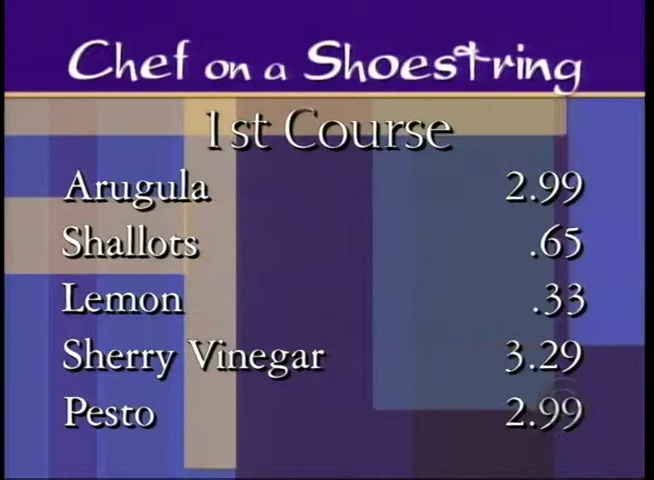 Chef on a Shoestring
1st Course
Arugula 2.99
Shallots .65
Lemon .33
Sherry Vinegar 3.29
Pesto 2.99